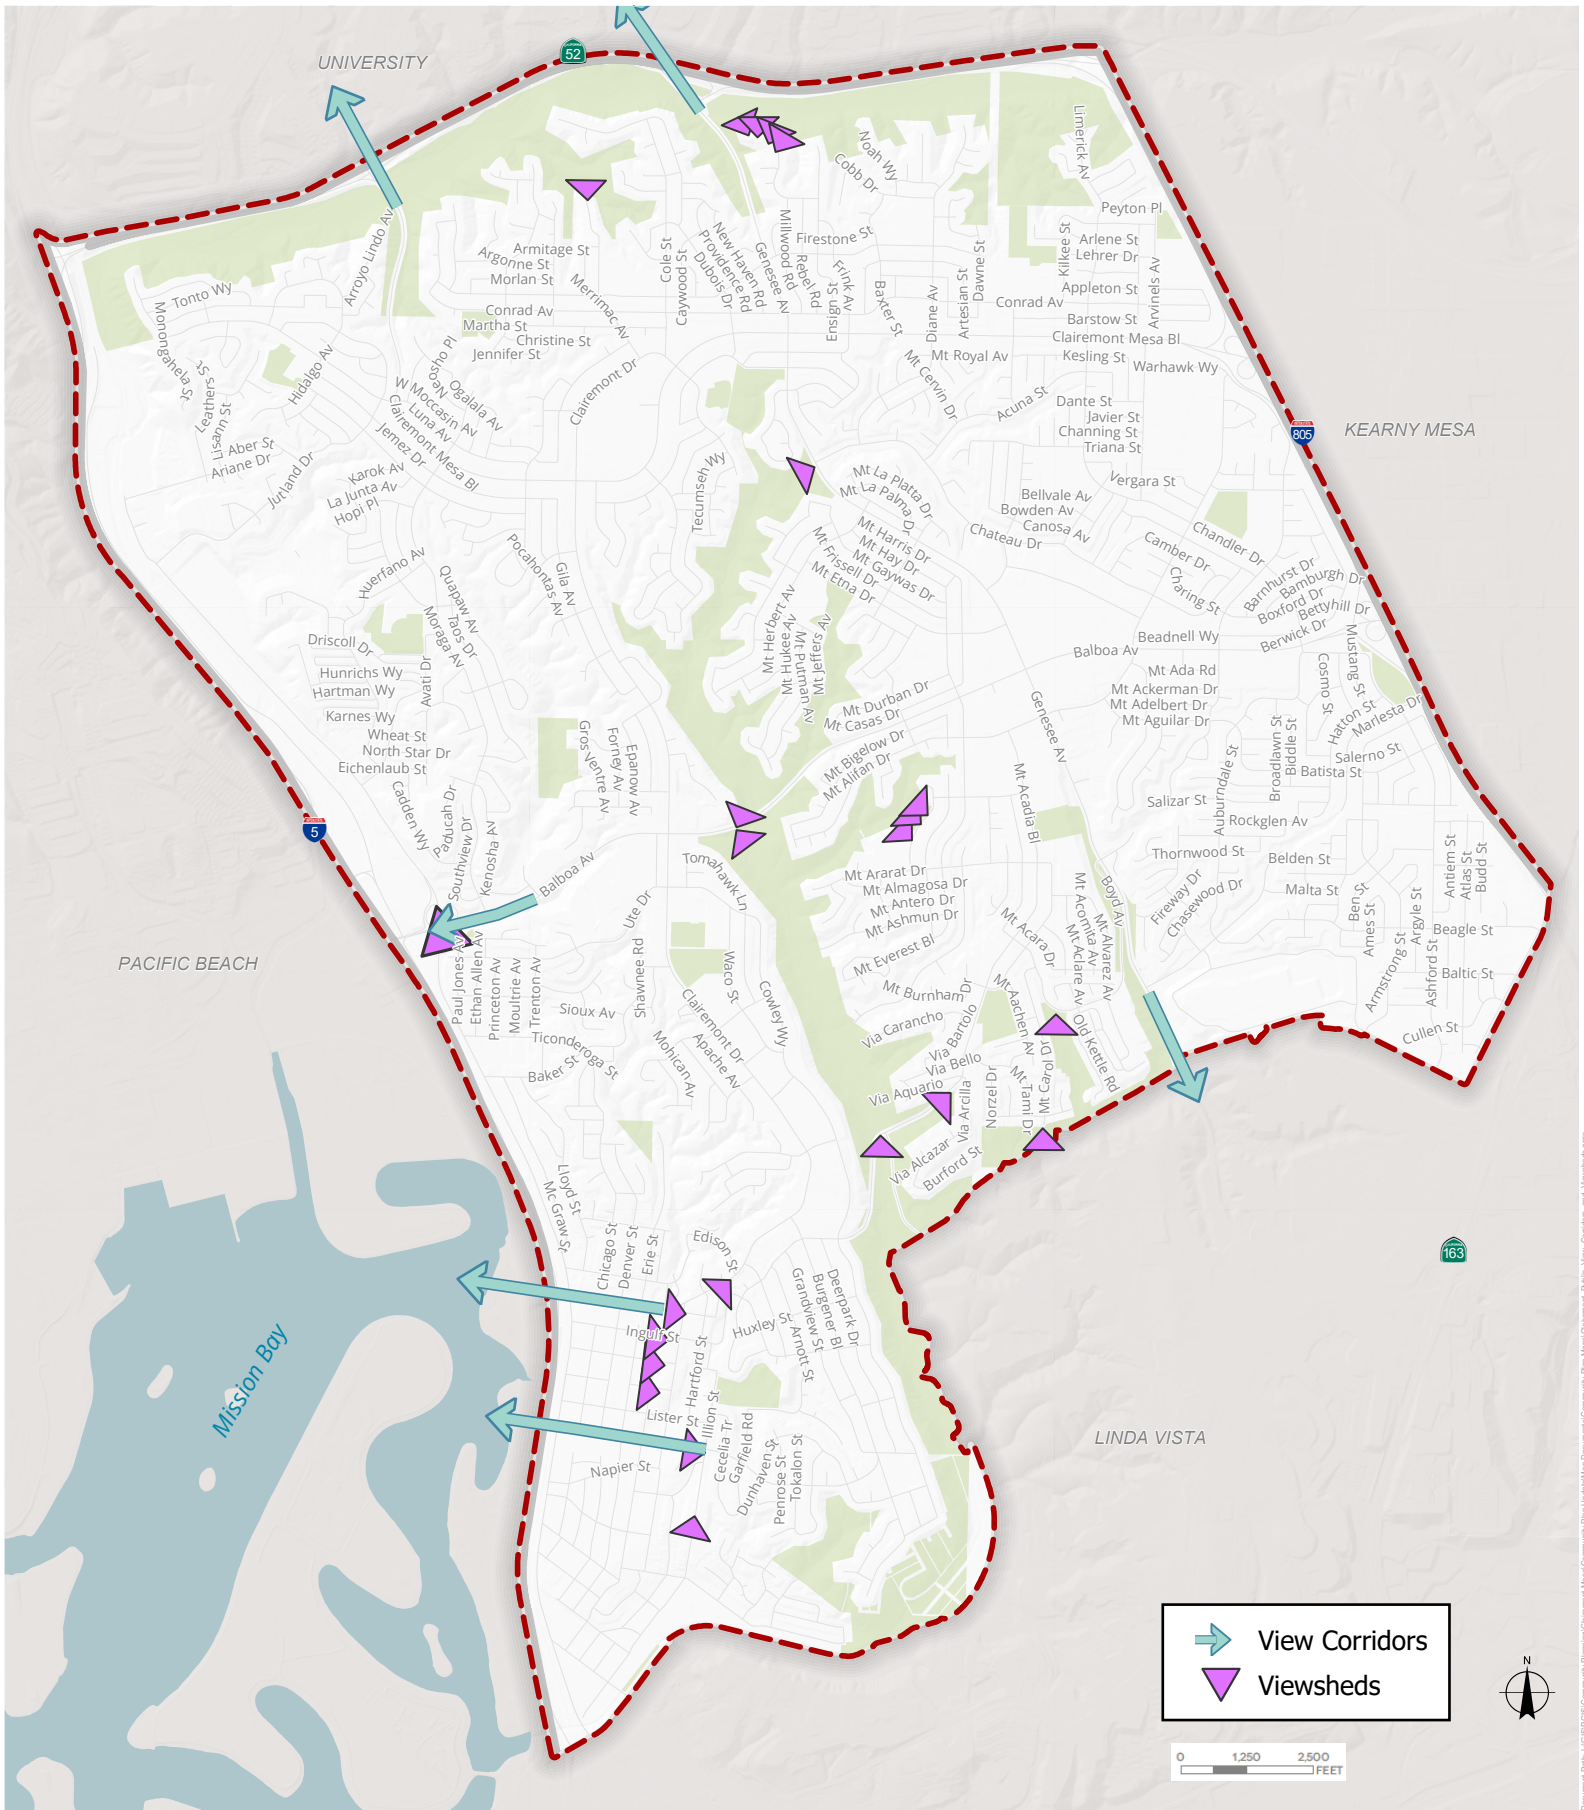 UNIVERSITY
CALIFORNIA
52
Limerick Av
Noah Wy
Cobb Dr
Peyton Pl
Arroyo Lindo Av
Armitage St
Argonne St
Morlan St
Merrimac Av
Cole St
Caywood St
New Haven Rd
Providence Rd
Dubois Dr
Genesee Av
Millwood Rd
Rebel Rd
Firestone St
Frink Av
Ensign St
Baxter St
Diane Av
Artesian St
Dawne St
Kilkee St
Arlene St
Lehrer Dr
Appleton St
Arvinels Av
Conrad Av
Barstow St
Clairemont Mesa Bl
Kesling St
Warhawk Wy
Mt Royal Av
Mt Cervin Dr
Acuna St
Dante St
Javier St
Channing St
Triana St
Tonto Wy
Monongahela St
Leathers St
Lisann St
Aber St
Ariane Dr
Hidalgo Av
Jutland Dr
Conrad Av
Martha St
Christine St
Jennifer St
Neosho Pl
Ogalala Av
W Moccasin Av
Luna Av
Clairemont Mesa Bl
Jemez Dr
Karok Av
La Junta Av
Hopi Pl
Clairemont Dr
Tecumseh Wy
805
KEARNY MESA
Mt La Platta Dr
Mt La Palma Dr
Mt Harris Dr
Mt Hay Dr
Mt Gaywas Dr
Mt Frissell Dr
Mt Etna Dr
Vergara St
Bellvale Av
Bowden Av
Canosa Av
Chateau Dr
Chandler Dr
Camber Dr
Charing St
Barnhurst Dr
Bamburgh Dr
Boxford Dr
Bettyhill Dr
Berwick Dr
Huerfano Av
Quapaw Av
Taos Dr
Moraga Av
Pocahontas Av
Gila Av
Mt Herbert Av
Mt Hukee Av
Mt Putman Av
Mt Jeffers Av
Driscoll Dr
Hunrichs Wy
Hartman Wy
Avati Dr
Karnes Wy
Wheat St
North Star Dr
Eichenlaub St
Beadnell Wy
Balboa Av
Mt Ada Rd
Mt Ackerman Dr
Mt Adelbert Dr
Mt Aguilar Dr
Mustang St
Cosmo St
Hatton St
Marlesta Dr
Salerno St
Batista St
Broadlawn St
Biddle St
Auburndale St
Salizar St
Rockglen Av
Mt Durban Dr
Mt Casas Dr
Mt Bigelow Dr
Mt Alifan Dr
Genesee Av
Mt Acadia Bl
Gros Ventre Av
Forney Av
Epanow Av
5
Cadden Wy
Paducah Dr
Southview Dr
Kenosha Av
Balboa Av
Tomahawk Ln
Ute Dr
Mt Ararat Dr
Mt Almagosa Dr
Mt Antero Dr
Mt Ashmun Dr
Mt Everest Bl
Mt Burnham Dr
Thornwood St
Belden St
Malta St
Fireway Dr
Chasewood Dr
Boyd Av
Mt Acomita Av
Mt Alvarez Av
Mt Aclare Av
Mt Acara Dr
Ben St
Ames St
Argyle St
Armstrong St
Ashford St
Antiem St
Atlas St
Budd St
Beagle St
Baltic St
Cullen St
PACIFIC BEACH
Paul Jones Av
Ethan Allen Av
Princeton Av
Moultrie Av
Trenton Av
Shawnee Rd
Sioux Av
Ticonderoga St
Baker St
Waco St
Cowley Wy
Clairemont Dr
Apache Av
Mohican Av
Via Carancho
Via Bartolo
Via Bello
Via Aquario
Via Arcilla
Via Alcazar
Burford St
Norzel Dr
Mt Aachen Av
Mt Tami Dr
Mt Carol Dr
Old Kettle Rd
Lloyd St
Mc Graw St
Chicago St
Denver St
Erie St
Edison St
Ingulf St
Huxley St
Hartford St
Grandview St
Burgener Bl
Deerpark Dr
Arnott St
Lister St
Illion St
Cecelia Tr
Garfield Rd
Dunhaven St
Penrose St
Tokalon St
Napier St
Mission Bay
163
LINDA VISTA
View Corridors
Viewsheds
N
0 1,250 2,500
FEET